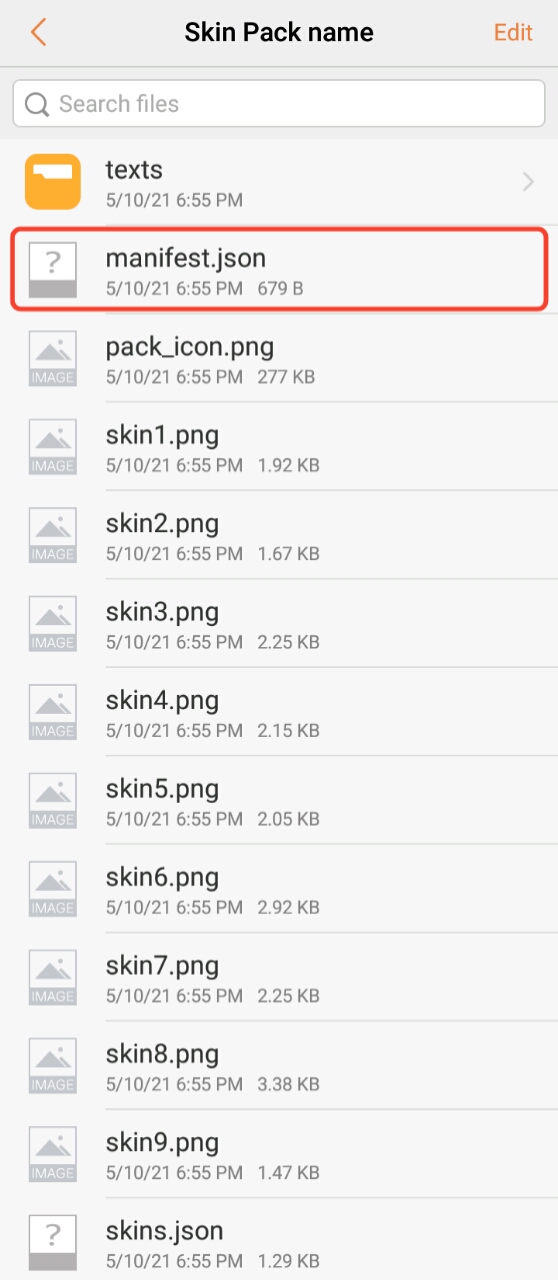 Skin Pack name
Edit
Search files
texts
5/10/21 6:55 PM
?
manifest.json
5/10/21 6:55 PM 679 B
pack_icon.png
IMAGE
5/10/21 6:55 PM 277 KB
skin1.png
IMAGE
5/10/21 6:55 PM 1.92 KB
skin2.png
IMAGE
5/10/21 6:55 PM 1.67 KB
skin3.png
IMAGE
5/10/21 6:55 PM 2.25 KB
skin4.png
IMAGE
5/10/21 6:55 PM 2.15 KB
skin5.png
IMAGE
5/10/21 6:55 PM 2.05 KB
skin6.png
IMAGE
5/10/21 6:55 PM 2.92 KB
skin7.png
IMAGE
5/10/21 6:55 PM 2.25 KB
skin8.png
IMAGE
5/10/21 6:55 PM 3.38 KB
skin9.png
IMAGE
5/10/21 6:55 PM 1.47 KB
?
skins.json
5/10/21 6:55 PM 1.29 KB